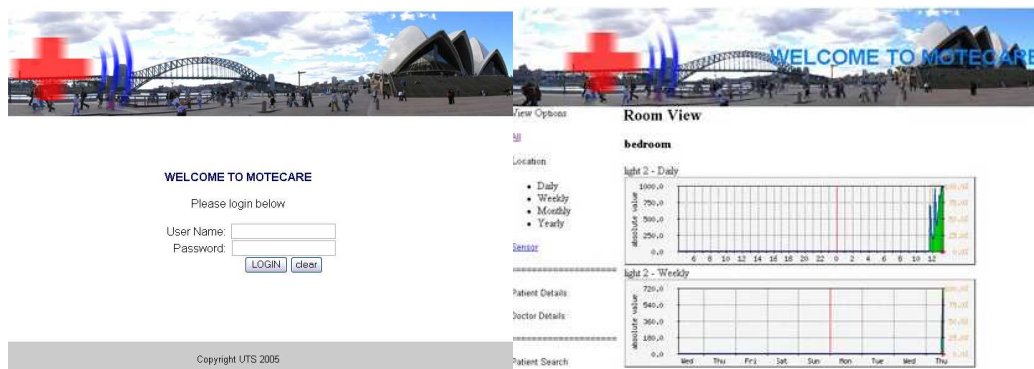 WELCOME TO MOTECARE
Please login below
User Name:
Password:
LOGIN clear
Copyright UTS 2005
WELCOME TO MOTECARE
View Options
All
Location
• Daily
• Weekly
• Monthly
• Yearly
Sensor
==================
Patient Details
Doctor Details
==================
Patient Search
Room View
bedroom
light 2 - Daily
absolute value
1000.0
750.0
500.0
250.0
0.0
6 8 10 12 14 16 18 20 22 0 2 4 6 8 10 12
light 2 - Weekly
absolute value
720.0
540.0
360.0
180.0
0.0
Wed Thu Fri Sat Sun Mon Tue Wed Thu